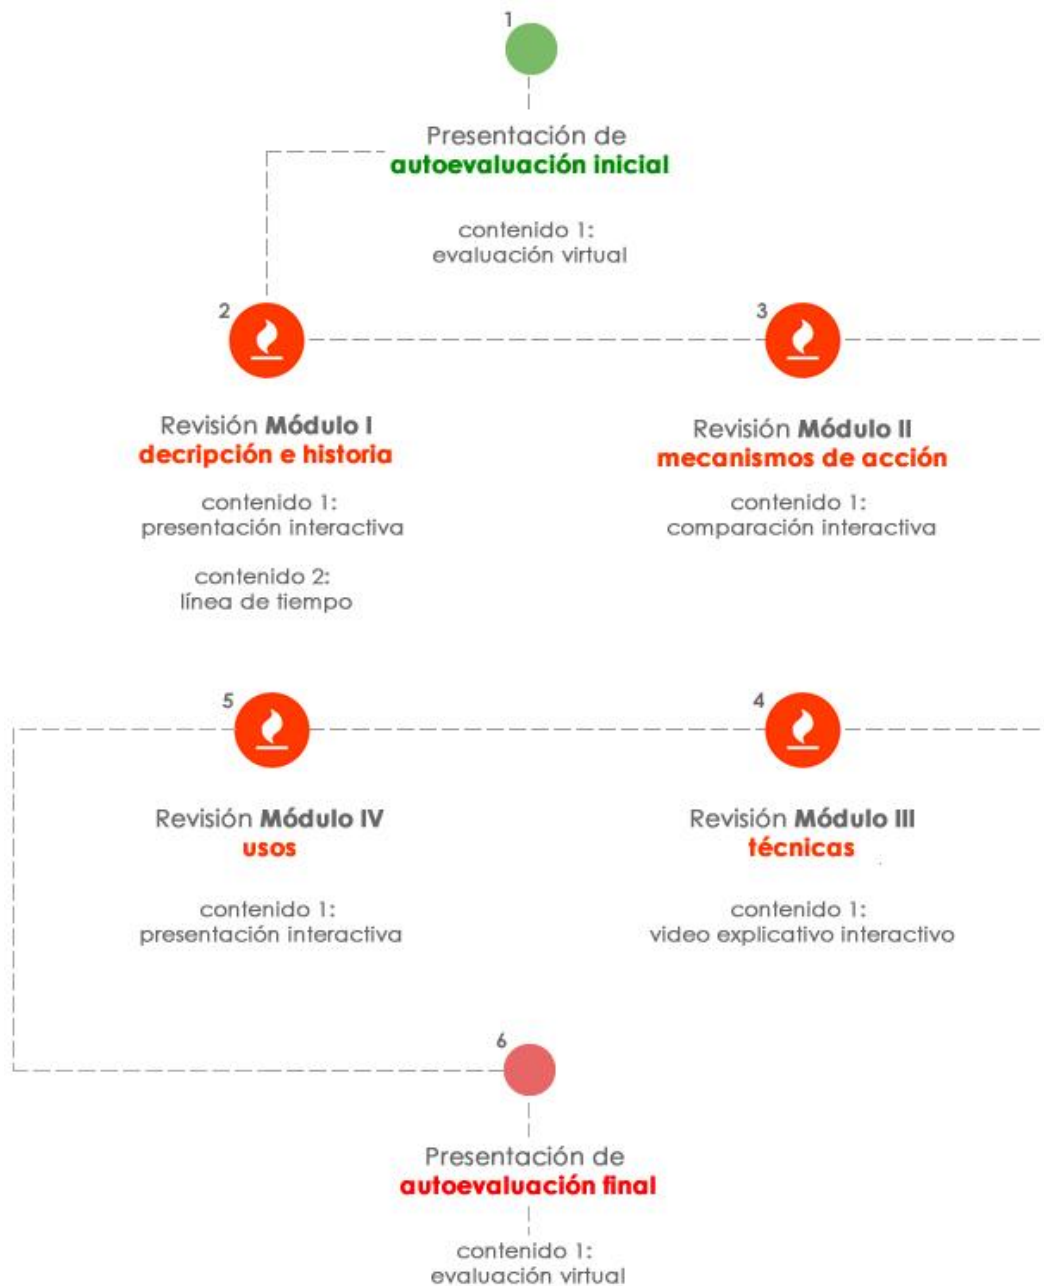 1
Presentación de
autoevaluación inicial
contenido 1:
evaluación virtual
2
Revisión Módulo I
decripción e historia
contenido 1:
presentación interactiva
contenido 2:
línea de tiempo
3
Revisión Módulo II
mecanismos de acción
contenido 1:
comparación interactiva
4
Revisión Módulo III
técnicas
contenido 1:
video explicativo interactivo
5
Revisión Módulo IV
usos
contenido 1:
presentación interactiva
6
Presentación de
autoevaluación final
contenido 1:
evaluación virtual